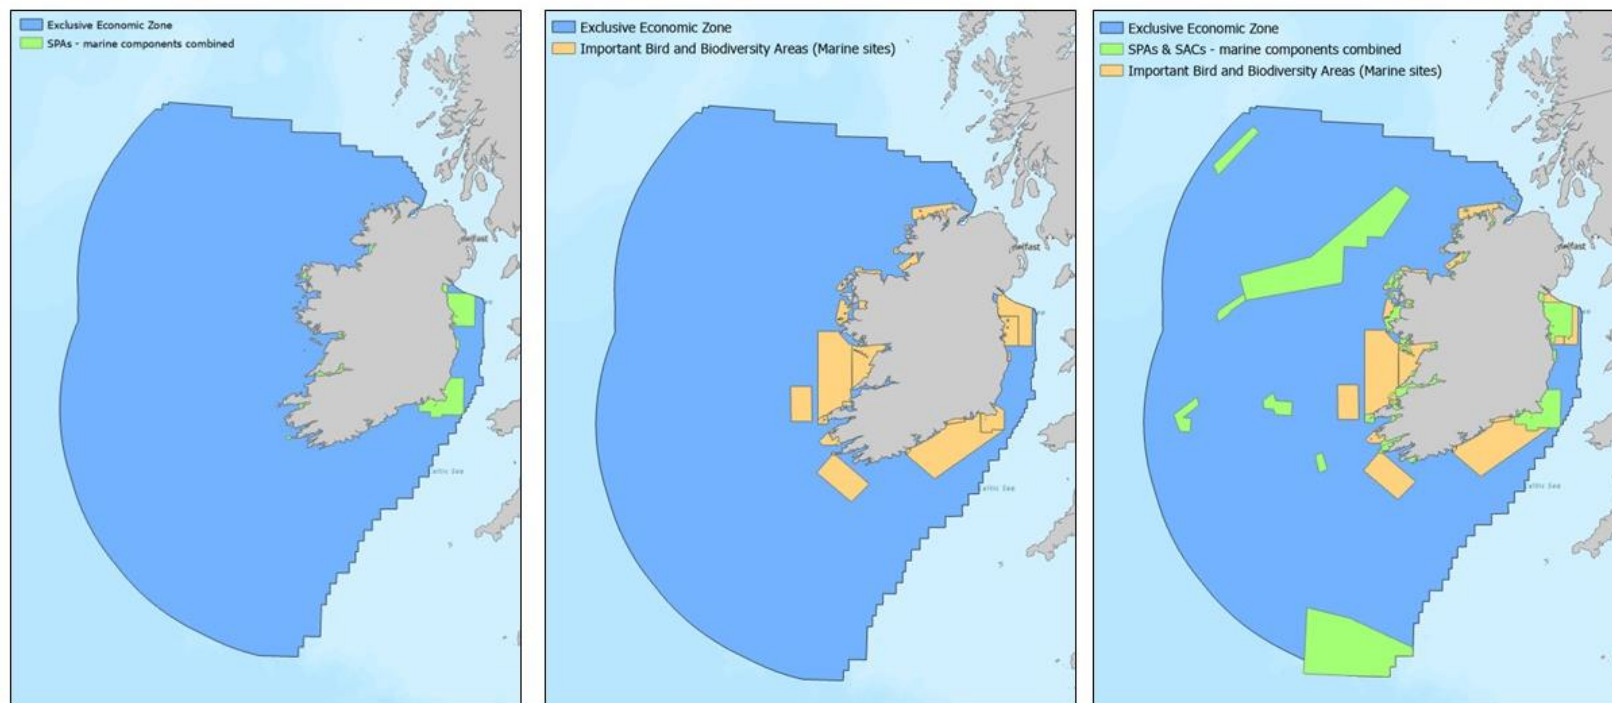 Exclusive Economic Zone
SPAs - marine components combined
Exclusive Economic Zone
Important Bird and Biodiversity Areas (Marine sites)
Exclusive Economic Zone
SPAs & SACs - marine components combined
Important Bird and Biodiversity Areas (Marine sites)